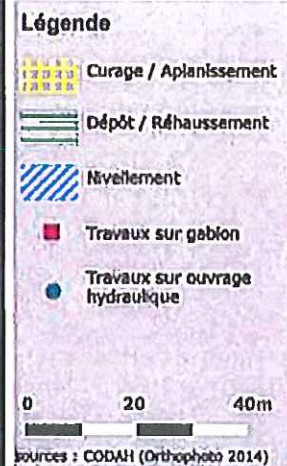 Légende
Curage / Aplanissement
Dépôt / Réhaussement
Nivellement
Travaux sur gabion
Travaux sur ouvrage
hydraulique
0 20 40m
sources : CODAH (Orthophoto 2014)